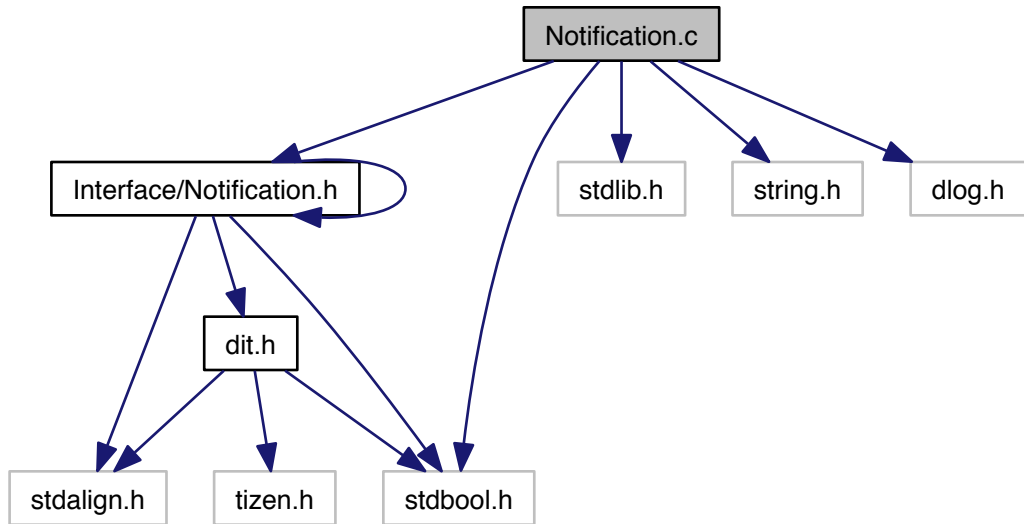 Notification.c
Interface/Notification.h
stdlib.h
string.h
dlog.h
dit.h
stdalign.h
tizen.h
stdbool.h